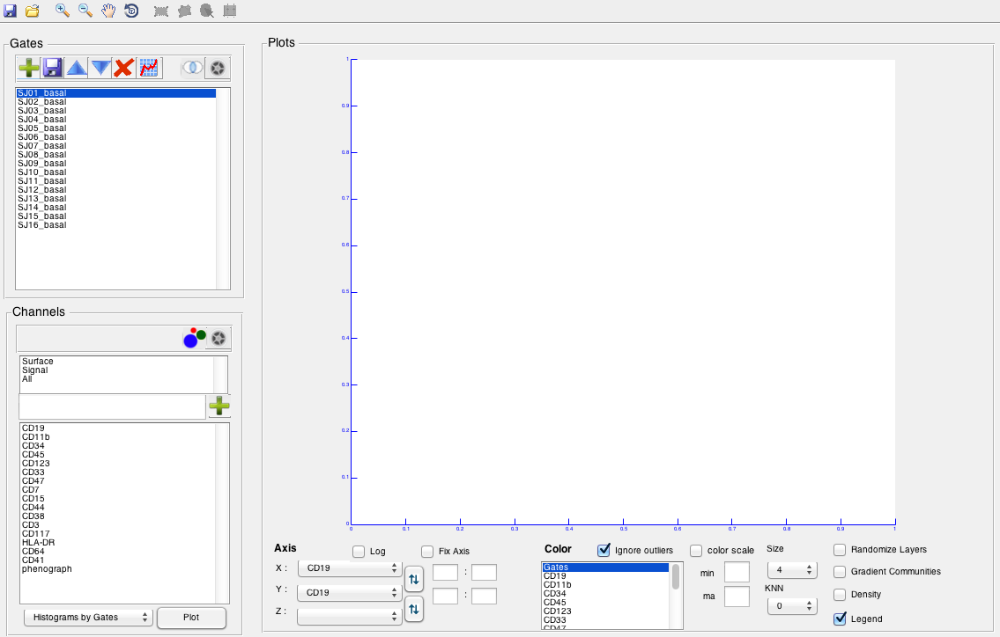 Gates
SJ01_basal
SJ02_basal
SJ03_basal
SJ04_basal
SJ05_basal
SJ06_basal
SJ07_basal
SJ08_basal
SJ09_basal
SJ10_basal
SJ11_basal
SJ12_basal
SJ13_basal
SJ14_basal
SJ15_basal
SJ16_basal
Channels
Surface
Signal
All
CD19
CD11b
CD34
CD45
CD123
CD33
CD47
CD7
CD15
CD44
CD38
CD3
CD117
HLA-DR
CD64
CD41
phenograph
Histograms by Gates
Plot
Plots
1
0.9
0.8
0.7
0.6
0.5
0.4
0.3
0.2
0.1
0
0 0.1 0.2 0.3 0.4 0.5 0.6 0.7 0.8 0.9 1
Axis
Log
Fix Axis
X :
CD19
:
Y :
CD19
:
Z :
Color
Ignore outliers
color scale
Gates
CD19
CD11b
CD34
CD45
CD123
CD33
CD47
min
ma
Size
4
KNN
0
Randomize Layers
Gradient Communities
Density
Legend